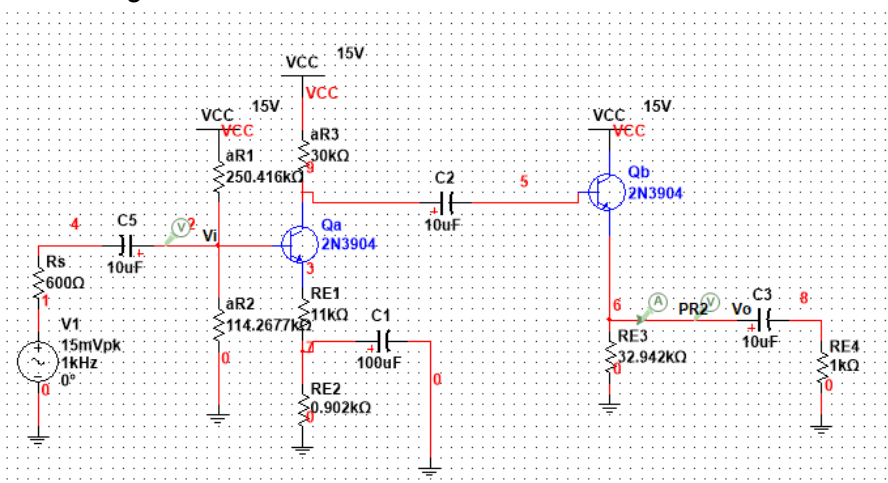 VCC 15V
VCC
aR3
30kΩ
9
VCC 15V
VCC
aR1
250.416kΩ
VCC 15V
VCC
Qb
2N3904
C2
10uF
5
4
C5
10uF
V
2
Vi
Qa
2N3904
3
Rs
600Ω
1
V1
15mVpk
1kHz
0°
0
aR2
114.2677kΩ
0
RE1
11kΩ
C1
100uF
0
RE2
0.902kΩ
0
6
A
PR2
V
Vo
C3
10uF
8
RE3
32.942kΩ
0
RE4
1kΩ
0